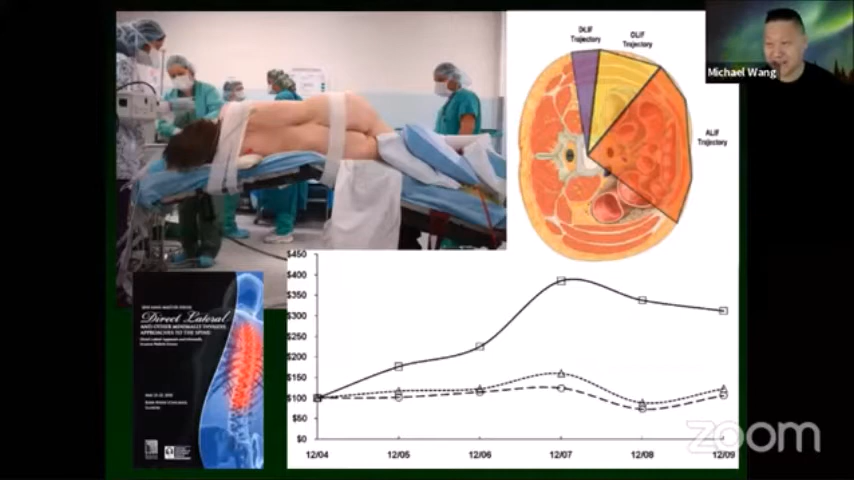 DLIF
Trajectory
OLIF
Trajectory
ALIF
Trajectory
Michael Wang
Direct Lateral
AND OTHER MINIMALLY INVASIVE
APPROACHES TO THE SPINE
$450
$400
$350
$300
$250
$200
$150
$100
$50
$0
12/04
12/05
12/06
12/07
12/08
12/09
zoom